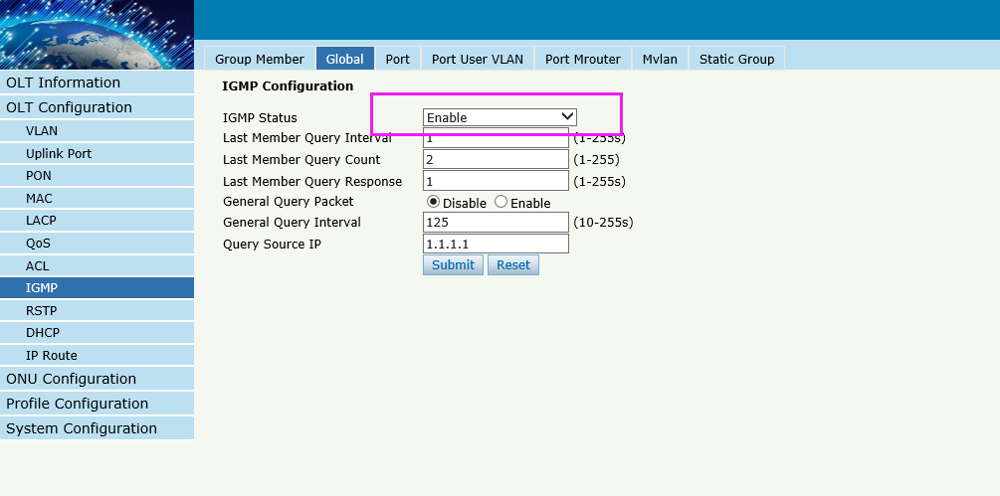 Group Member Global Port Port User VLAN Port Mrouter Mvlan Static Group
OLT Information
OLT Configuration
VLAN
Uplink Port
PON
MAC
LACP
QoS
ACL
IGMP
RSTP
DHCP
IP Route
ONU Configuration
Profile Configuration
System Configuration
IGMP Configuration
IGMP Status Enable
Last Member Query Interval 1 (1-255s)
Last Member Query Count 2 (1-255)
Last Member Query Response 1 (1-255s)
General Query Packet Disable Enable
General Query Interval 125 (10-255s)
Query Source IP 1.1.1.1
Submit Reset